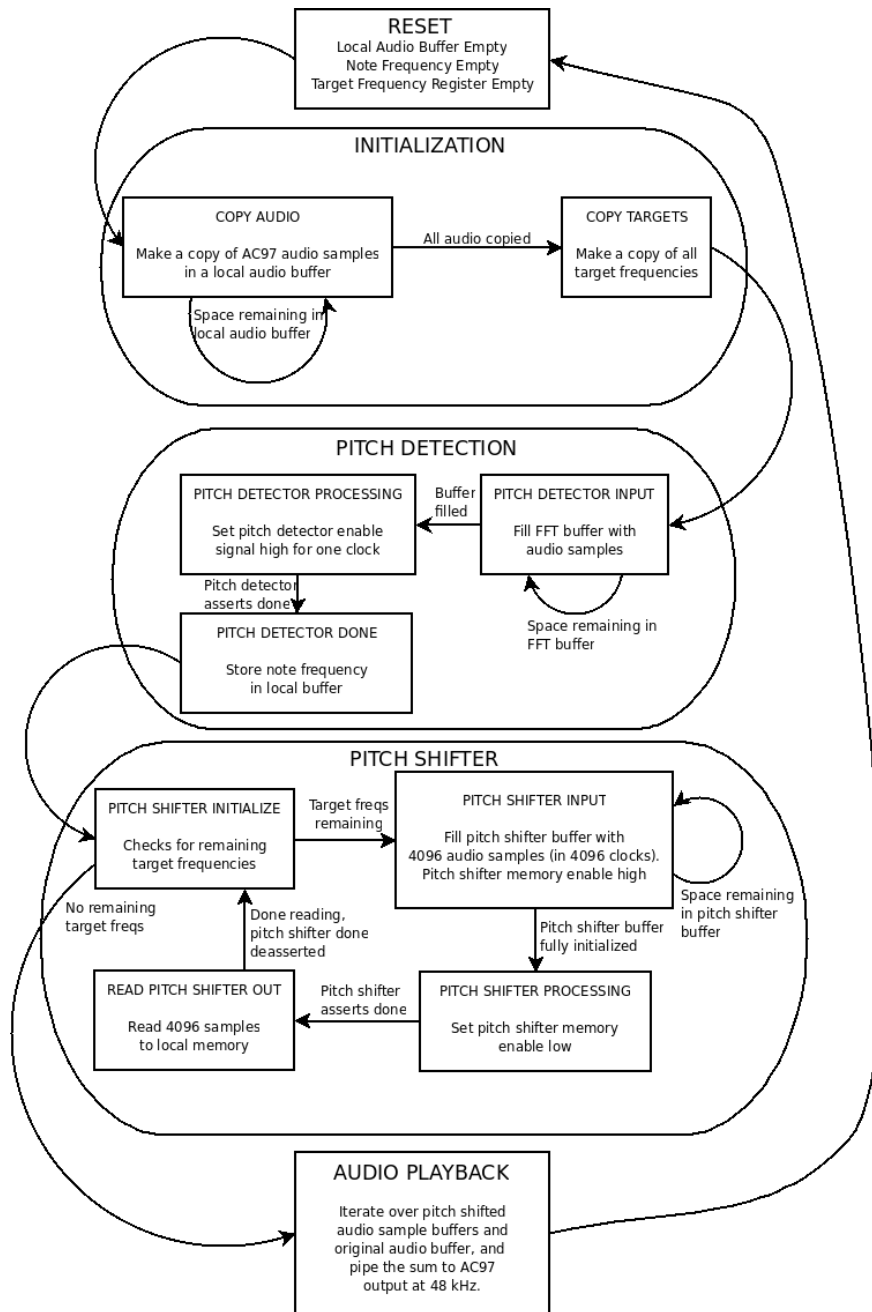 RESET
Local Audio Buffer Empty
Note Frequency Empty
Target Frequency Register Empty
INITIALIZATION
COPY AUDIO
Make a copy of AC97 audio samples
in a local audio buffer
All audio copied
COPY TARGETS
Make a copy of all
target frequencies
Space remaining in
local audio buffer
PITCH DETECTION
PITCH DETECTOR PROCESSING
Set pitch detector enable
signal high for one clock
Buffer
filled
PITCH DETECTOR INPUT
Fill FFT buffer with
audio samples
Pitch detector
asserts done
Space remaining in
FFT buffer
PITCH DETECTOR DONE
Store note frequency
in local buffer
PITCH SHIFTER
PITCH SHIFTER INITIALIZE
Checks for remaining
target frequencies
Target freqs
remaining
PITCH SHIFTER INPUT
Fill pitch shifter buffer with
4096 audio samples (in 4096 clocks).
Pitch shifter memory enable high
Space remaining
in pitch shifter
buffer
No remaining
target freqs
Done reading,
pitch shifter done
deasserted
Pitch shifter buffer
fully initialized
READ PITCH SHIFTER OUT
Read 4096 samples
to local memory
Pitch shifter
asserts done
PITCH SHIFTER PROCESSING
Set pitch shifter memory
enable low
AUDIO PLAYBACK
Iterate over pitch shifted
audio sample buffers and
original audio buffer, and
pipe the sum to AC97
output at 48 kHz.